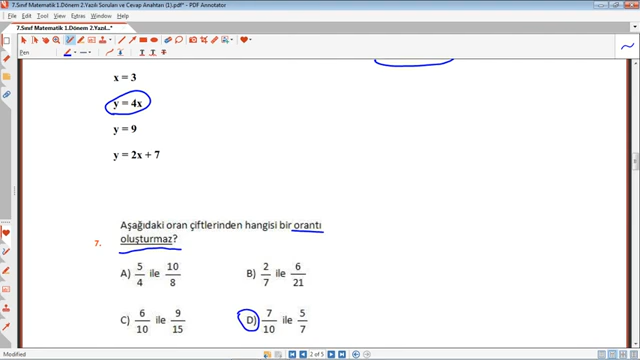 7.Sınıf Matematik 1.Dönem 2.Yazılı Soruları ve Cevap Anahtarı (1).pdf* - PDF Annotator
File Edit View Insert Tools Window Help
7.Sınıf Matematik 1.Dönem 2.Yazılı...*
Pen
x = 3
y = 4x
y = 9
y = 2x + 7
Aşağıdaki oran çiftlerinden hangisi bir orantı
oluşturmaz?
7.
A) 5/4 ile 10/8 B) 2/7 ile 6/21
C) 6/10 ile 9/15 D) 7/10 ile 5/7
Modified 2 of 5